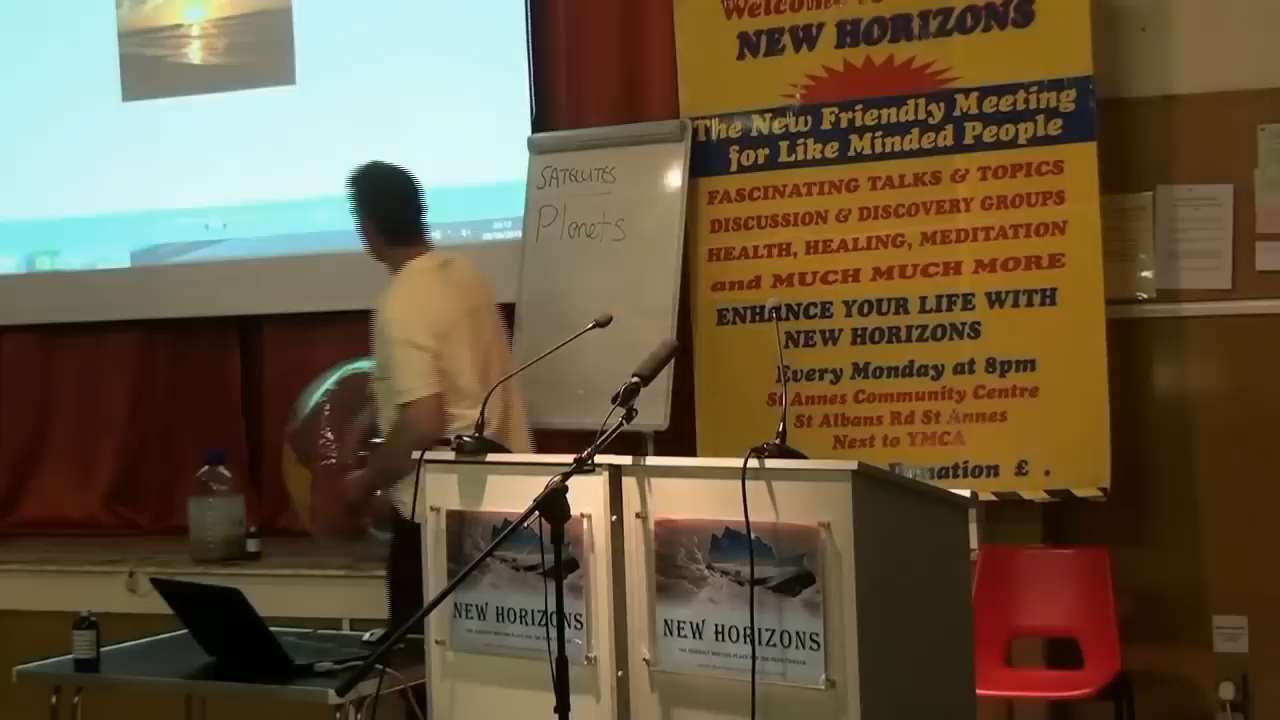 Welcome
NEW HORIZONS
The New Friendly Meeting
for Like Minded People
FASCINATING TALKS & TOPICS
DISCUSSION & DISCOVERY GROUPS
HEALTH, HEALING, MEDITATION
and MUCH MUCH MORE
ENHANCE YOUR LIFE WITH
NEW HORIZONS
Every Monday at 8pm
St Annes Community Centre
St Albans Rd St Annes
Next to YMCA
Donation £ .
SATELLITES
Planets
NEW HORIZONS
NEW HORIZONS